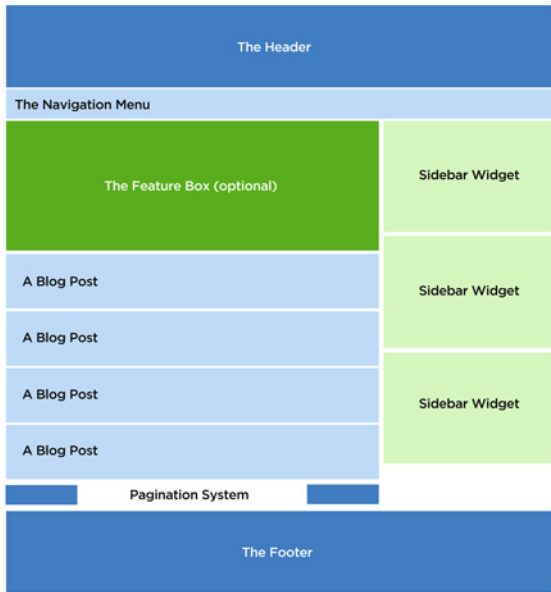 The Header
The Navigation Menu
The Feature Box (optional)
Sidebar Widget
A Blog Post
Sidebar Widget
A Blog Post
A Blog Post
Sidebar Widget
A Blog Post
Pagination System
The Footer